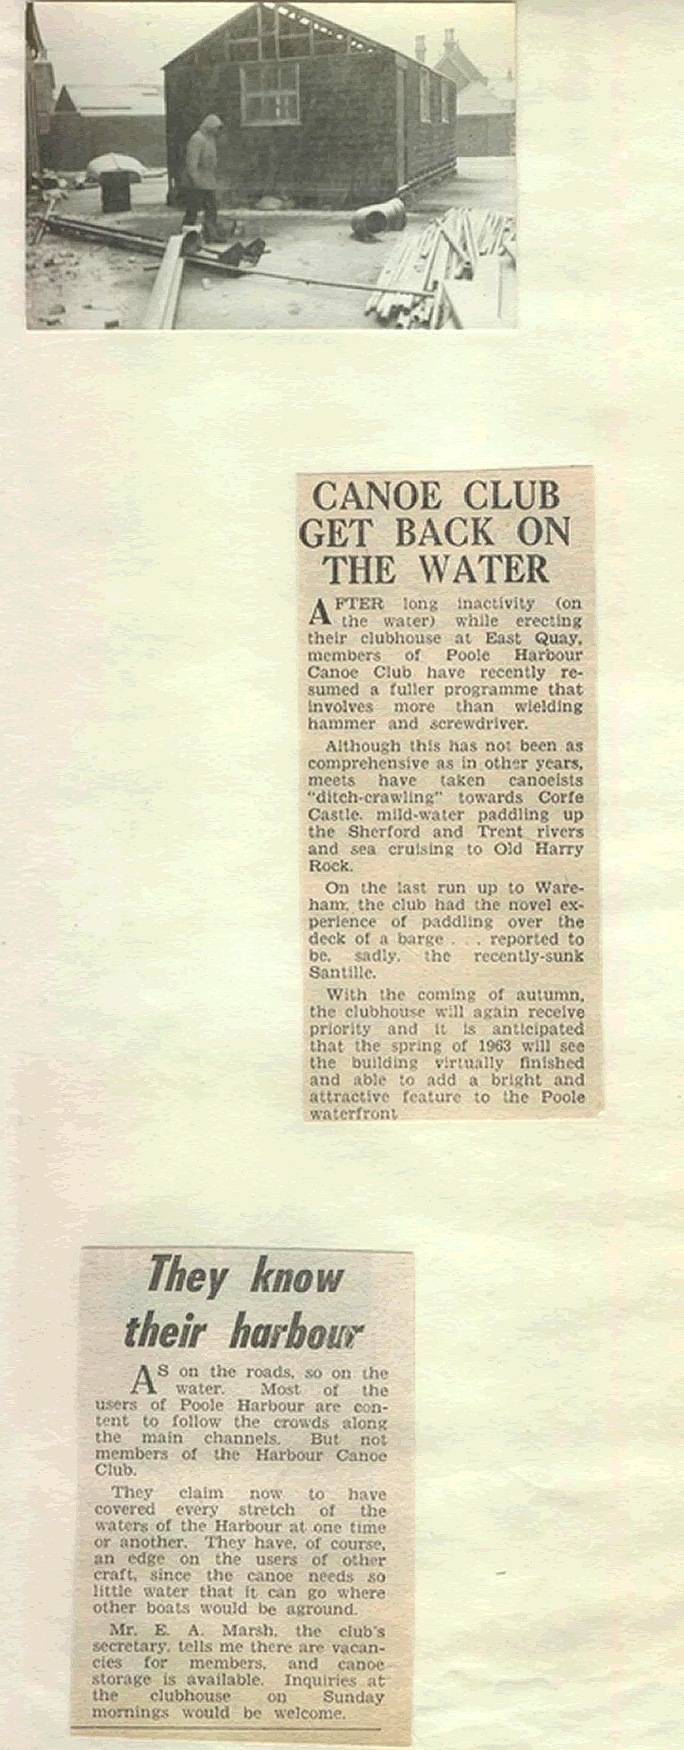 CANOE CLUB
GET BACK ON
THE WATER
AFTER long inactivity (on
the water) while erecting
their clubhouse at East Quay,
members of Poole Harbour
Canoe Club have recently re-
sumed a fuller programme that
involves more than wielding
hammer and screwdriver.
Although this has not been as
comprehensive as in other years,
meets have taken canoeists
"ditch-crawling" towards Corfe
Castle, mild-water paddling up
the Sherford and Trent rivers
and sea cruising to Old Harry
Rock.
On the last run up to Ware-
ham, the club had the novel ex-
perience of paddling over the
deck of a barge . . . reported to
be, sadly, the recently-sunk
Santille.
With the coming of autumn,
the clubhouse will again receive
priority and it is anticipated
that the spring of 1963 will see
the building virtually finished
and able to add a bright and
attractive feature to the Poole
waterfront
They know
their harbour
AS on the roads, so on the
water. Most of the
users of Poole Harbour are con-
tent to follow the crowds along
the main channels. But not
members of the Harbour Canoe
Club.
They claim now to have
covered every stretch of the
waters of the Harbour at one time
or another. They have, of course,
an edge on the users of other
craft, since the canoe needs so
little water that it can go where
other boats would be aground.
Mr. E. A. Marsh, the club's
secretary, tells me there are vacan-
cies for members, and canoe
storage is available. Inquiries at
the clubhouse on Sunday
mornings would be welcome.